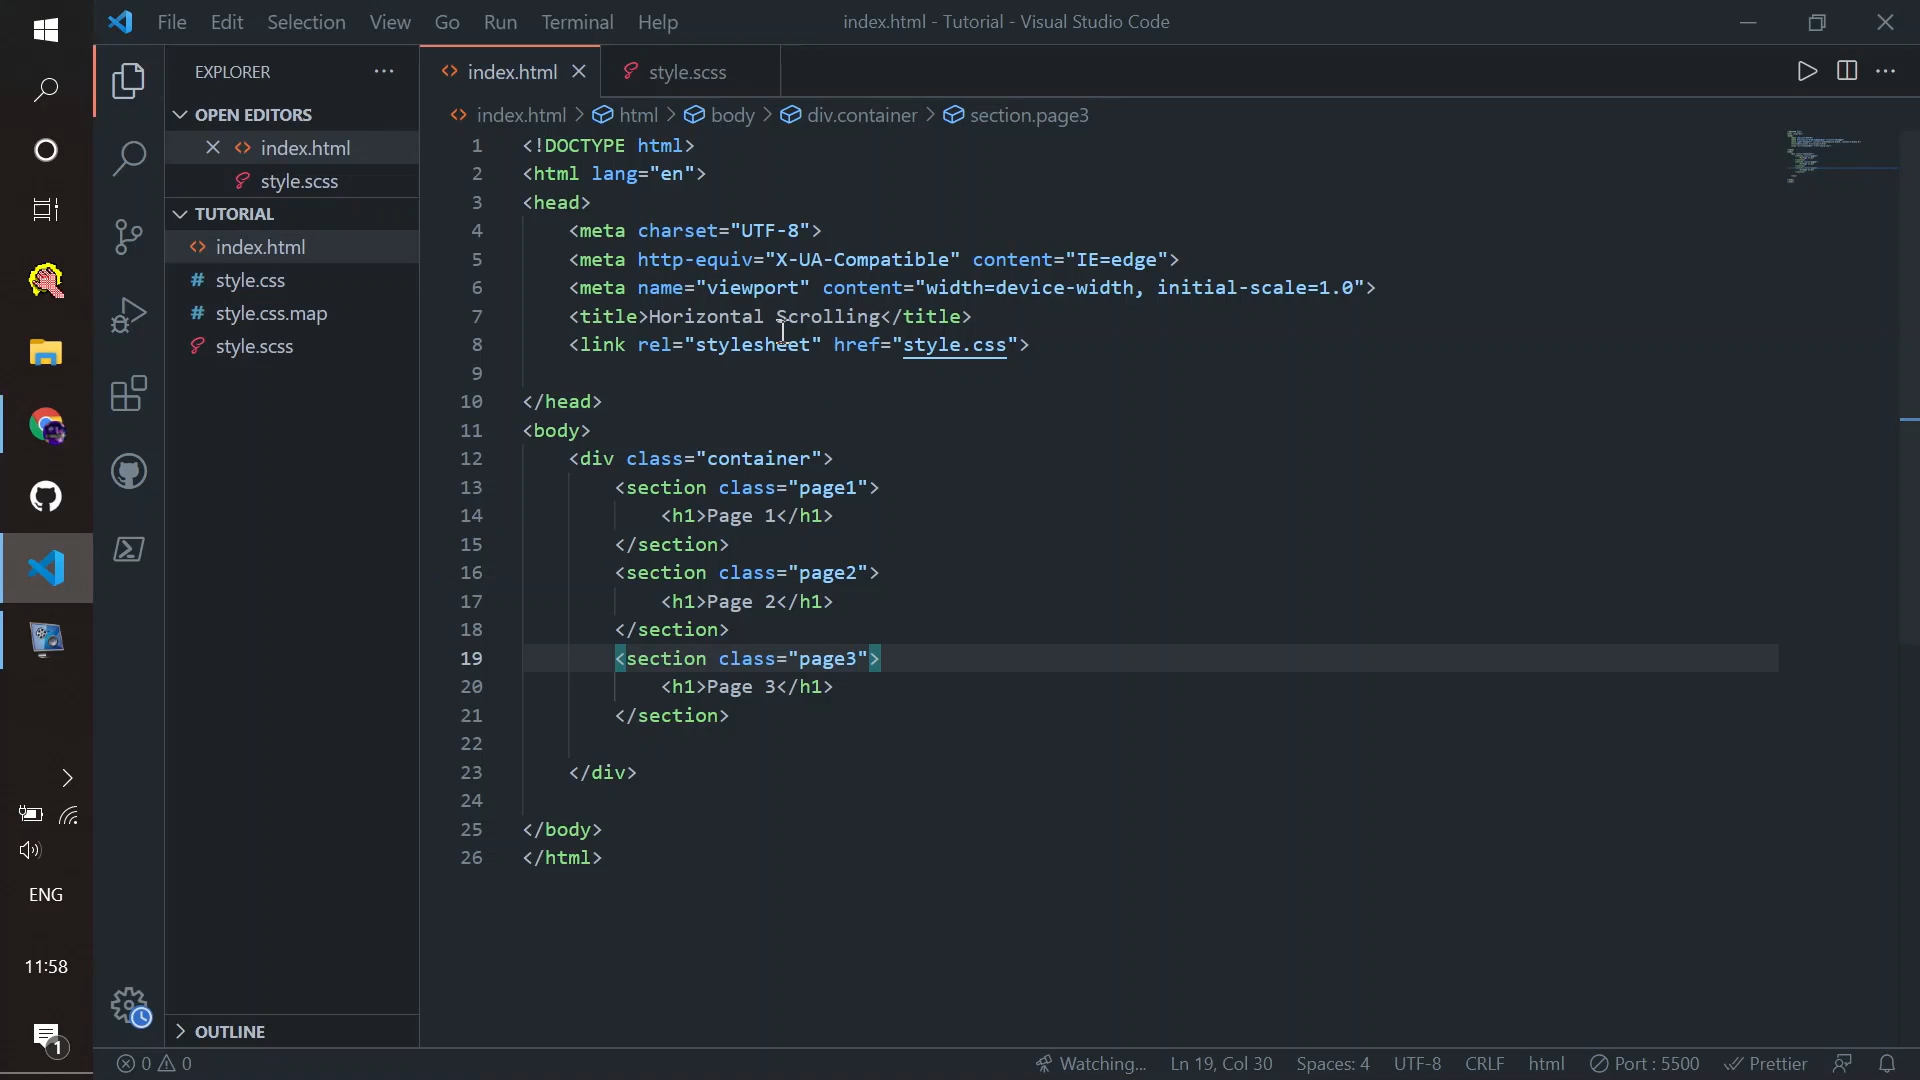 File Edit Selection View Go Run Terminal Help
index.html - Tutorial - Visual Studio Code
EXPLORER
OPEN EDITORS
index.html
style.scss
TUTORIAL
index.html
style.css
style.css.map
style.scss
OUTLINE
index.html
style.scss
index.html > html > body > div.container > section.page3
1 <!DOCTYPE html>
2 <html lang="en">
3 <head>
4 <meta charset="UTF-8">
5 <meta http-equiv="X-UA-Compatible" content="IE=edge">
6 <meta name="viewport" content="width=device-width, initial-scale=1.0">
7 <title>Horizontal Scrolling</title>
8 <link rel="stylesheet" href="style.css">
9
10 </head>
11 <body>
12 <div class="container">
13 <section class="page1">
14 <h1>Page 1</h1>
15 </section>
16 <section class="page2">
17 <h1>Page 2</h1>
18 </section>
19 <section class="page3">
20 <h1>Page 3</h1>
21 </section>
22
23 </div>
24
25 </body>
26 </html>
ENG
11:58
1
0 0
Watching... Ln 19, Col 30 Spaces: 4 UTF-8 CRLF html Port : 5500 Prettier